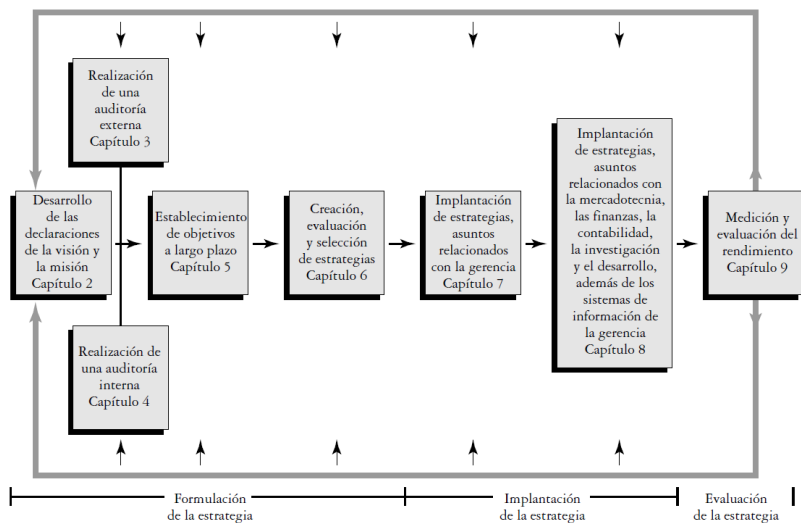 Realización
de una
auditoría
externa
Capítulo 3
Desarrollo
de las
declaraciones
de la visión y
la misión
Capítulo 2
Establecimiento
de objetivos
a largo plazo
Capítulo 5
Creación,
evaluación
y selección
de estrategias
Capítulo 6
Implantación
de estrategias,
asuntos
relacionados
con la gerencia
Capítulo 7
Implantación
de estrategias,
asuntos
relacionados con
la mercadotecnia,
las finanzas, la
contabilidad,
la investigación
y el desarrollo,
además de los
sistemas de
información de
la gerencia
Capítulo 8
Medición y
evaluación del
rendimiento
Capítulo 9
Realización de
una auditoría
interna
Capítulo 4
Formulación
de la estrategia
Implantación
de la estrategia
Evaluación
de la estrategia